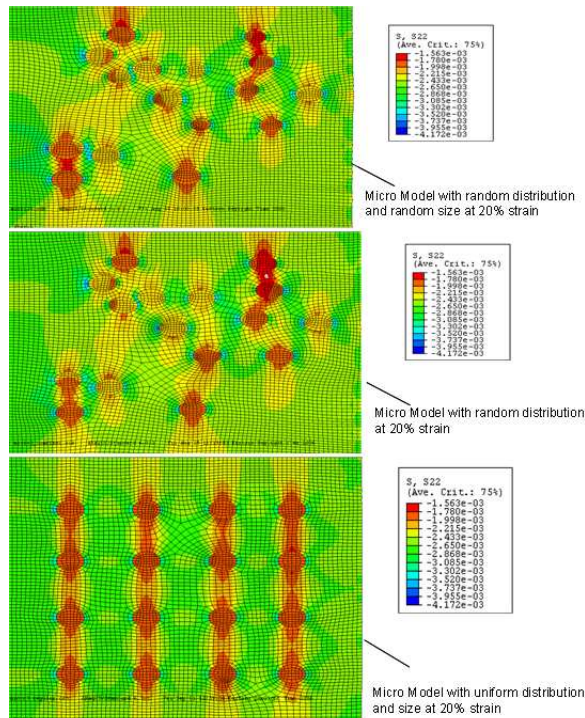 S, S22
(Ave. Crit.: 75%)
-1.563e-03
-1.780e-03
-1.998e-03
-2.215e-03
-2.433e-03
-2.650e-03
-2.868e-03
-3.085e-03
-3.302e-03
-3.520e-03
-3.737e-03
-3.955e-03
-4.172e-03
Micro Model with random distribution
and random size at 20% strain
S, S22
(Ave. Crit.: 75%)
-1.563e-03
-1.780e-03
-1.998e-03
-2.215e-03
-2.433e-03
-2.650e-03
-2.868e-03
-3.085e-03
-3.302e-03
-3.520e-03
-3.737e-03
-3.955e-03
-4.172e-03
Micro Model with random distribution
at 20% strain
S, S22
(Ave. Crit.: 75%)
-1.563e-03
-1.780e-03
-1.998e-03
-2.215e-03
-2.433e-03
-2.650e-03
-2.868e-03
-3.085e-03
-3.302e-03
-3.520e-03
-3.737e-03
-3.955e-03
-4.172e-03
Micro Model with uniform distribution
and size at 20% strain